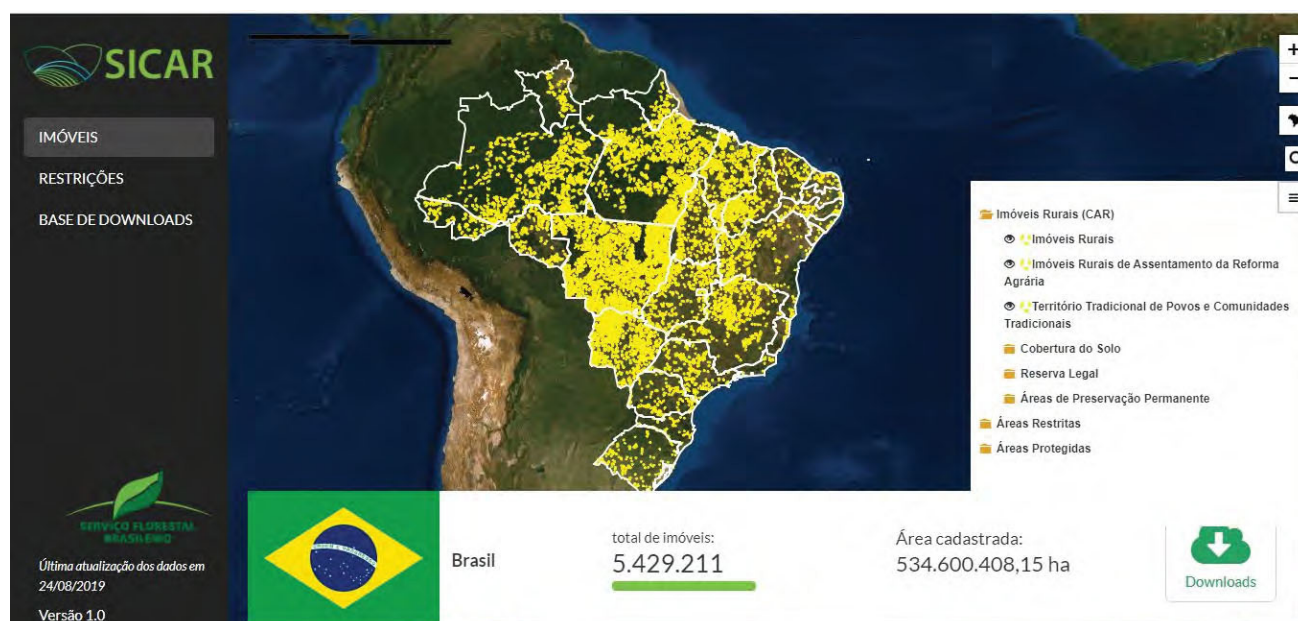 SICAR
IMÓVEIS
RESTRIÇÕES
BASE DE DOWNLOADS
SERVIÇO FLORESTAL
BRASILEIRO
Última atualização dos dados em
24/08/2019
Versão 1.0
Imóveis Rurais (CAR)
Imóveis Rurais
Imóveis Rurais de Assentamento da Reforma
Agrária
Território Tradicional de Povos e Comunidades
Tradicionais
Cobertura do Solo
Reserva Legal
Áreas de Preservação Permanente
Áreas Restritas
Áreas Protegidas
Brasil
total de imóveis:
5.429.211
Área cadastrada:
534.600.408,15 ha
Downloads